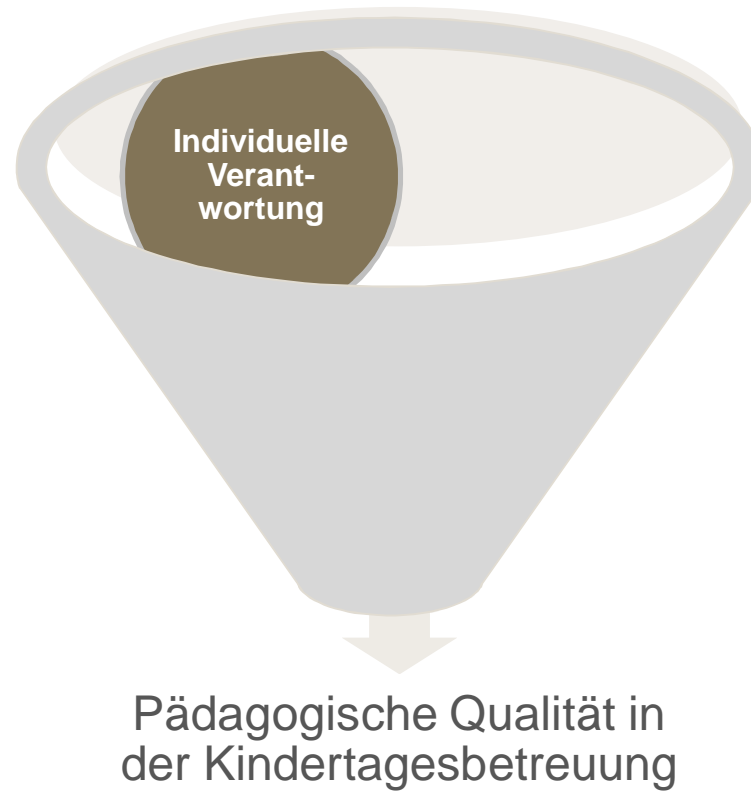 Individuelle
Verant-
wortung
Pädagogische Qualität in
der Kindertagesbetreuung